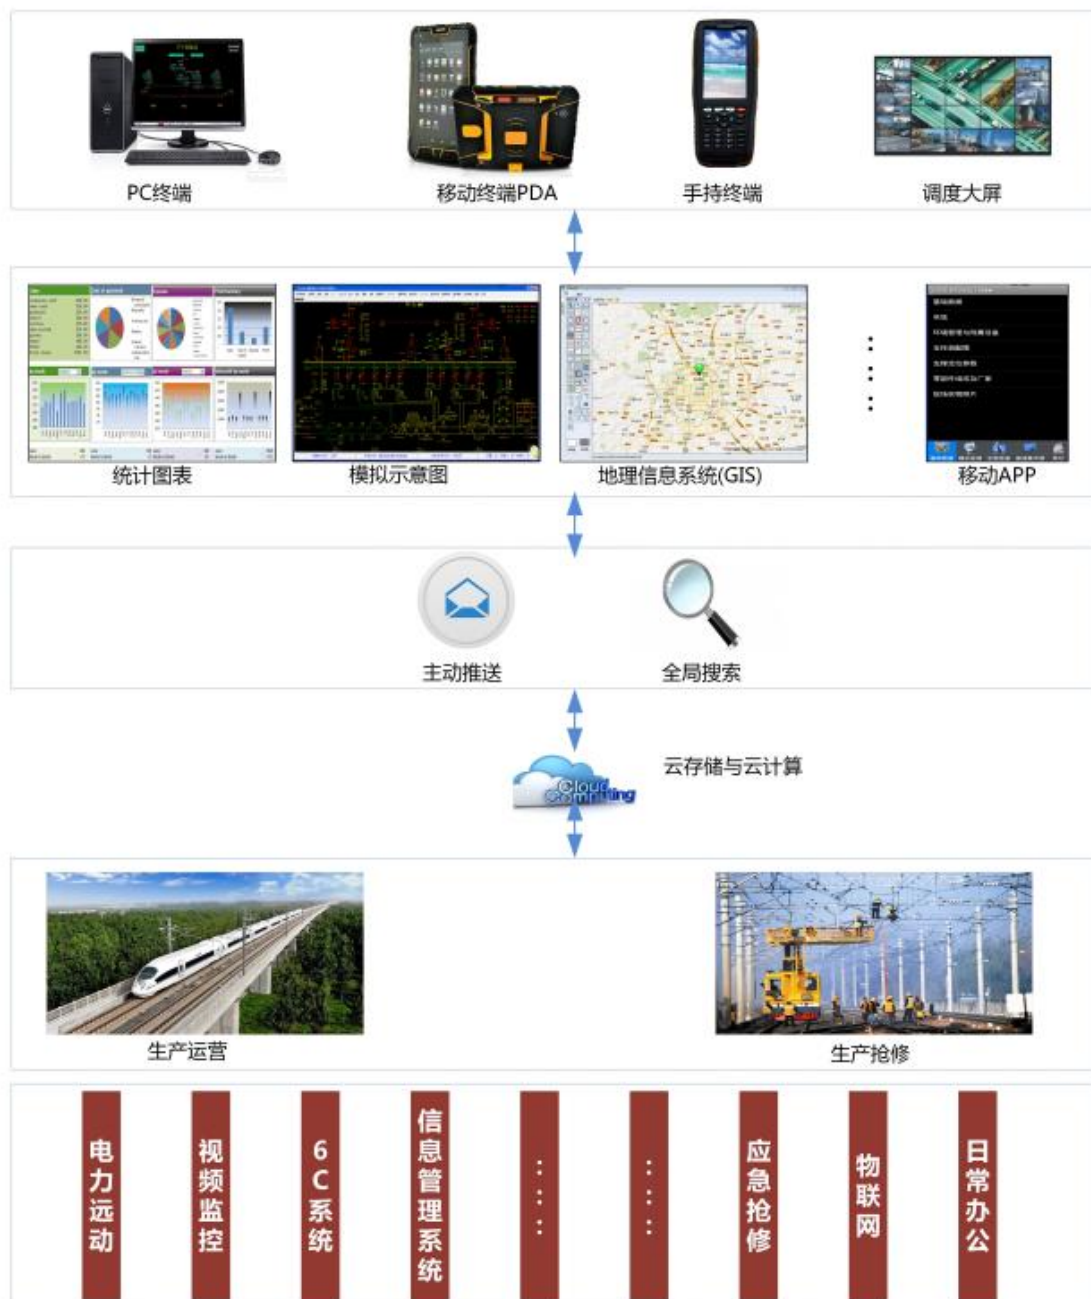 PC终端
移动终端PDA
手持终端
调度大屏
统计图表
模拟示意图
地理信息系统(GIS)
移动APP
主动推送
全局搜索
Cloud
Computing
云存储与云计算
生产运营
生产抢修
电力远动
视频监控
6C系统
信息管理系统
应急抢修
物联网
日常办公